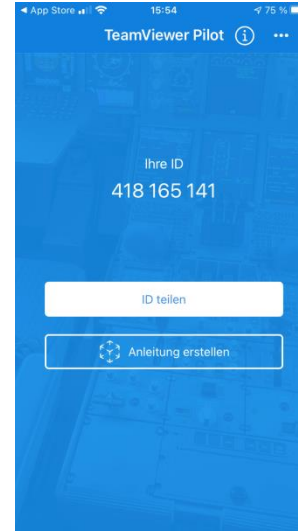 App Store 15:54 75 %
TeamViewer Pilot
Ihre ID
418 165 141
ID teilen
Anleitung erstellen